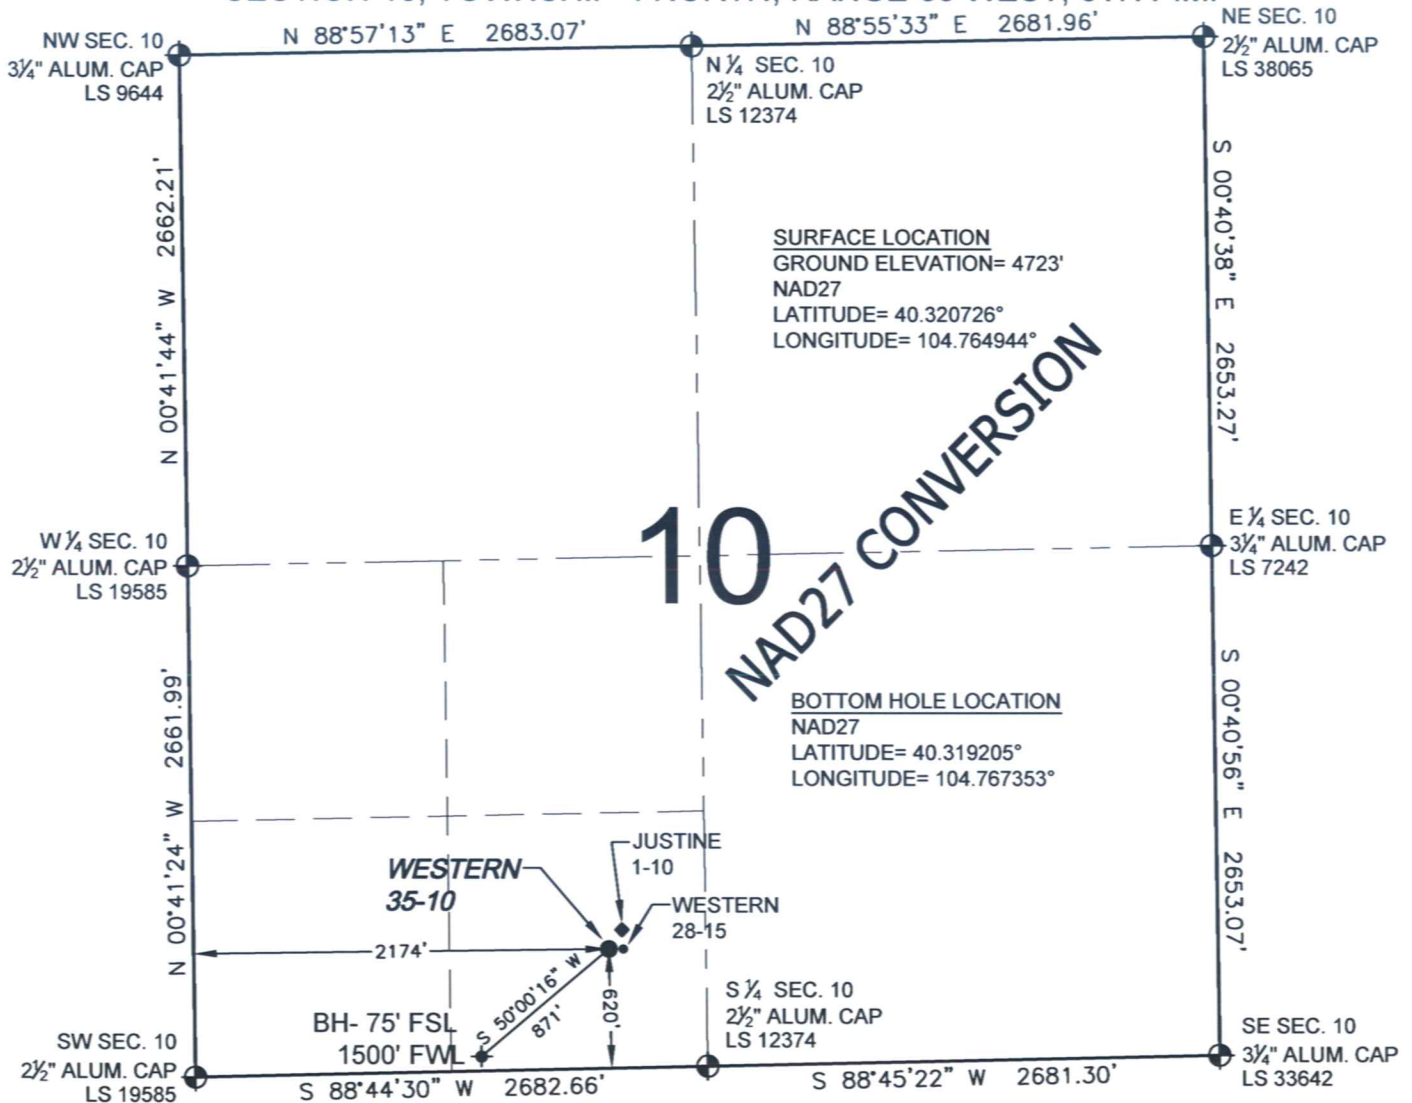 NW SEC. 10
3¼" ALUM. CAP
LS 9644
N 88°57'13" E 2683.07'
N ¼ SEC. 10
2½" ALUM. CAP
LS 12374
N 88°55'33" E 2681.96'
NE SEC. 10
2½" ALUM. CAP
LS 38065
N 00°41'44" W 2662.21'
S 00°40'38" E 2653.27'
SURFACE LOCATION
GROUND ELEVATION= 4723'
NAD27
LATITUDE= 40.320726°
LONGITUDE= 104.764944°
NAD27 CONVERSION
10
W ¼ SEC. 10
2½" ALUM. CAP
LS 19585
E ¼ SEC. 10
3¼" ALUM. CAP
LS 7242
N 00°41'24" W 2661.99'
S 00°40'56" E 2653.07'
BOTTOM HOLE LOCATION
NAD27
LATITUDE= 40.319205°
LONGITUDE= 104.767353°
JUSTINE
1-10
WESTERN
35-10
WESTERN
28-15
2174'
S 50°00'16" W
871'
620'
BH- 75' FSL
1500' FWL
SW SEC. 10
2½" ALUM. CAP
LS 19585
S 88°44'30" W 2682.66'
S ¼ SEC. 10
2½" ALUM. CAP
LS 12374
S 88°45'22" W 2681.30'
SE SEC. 10
3¼" ALUM. CAP
LS 33642